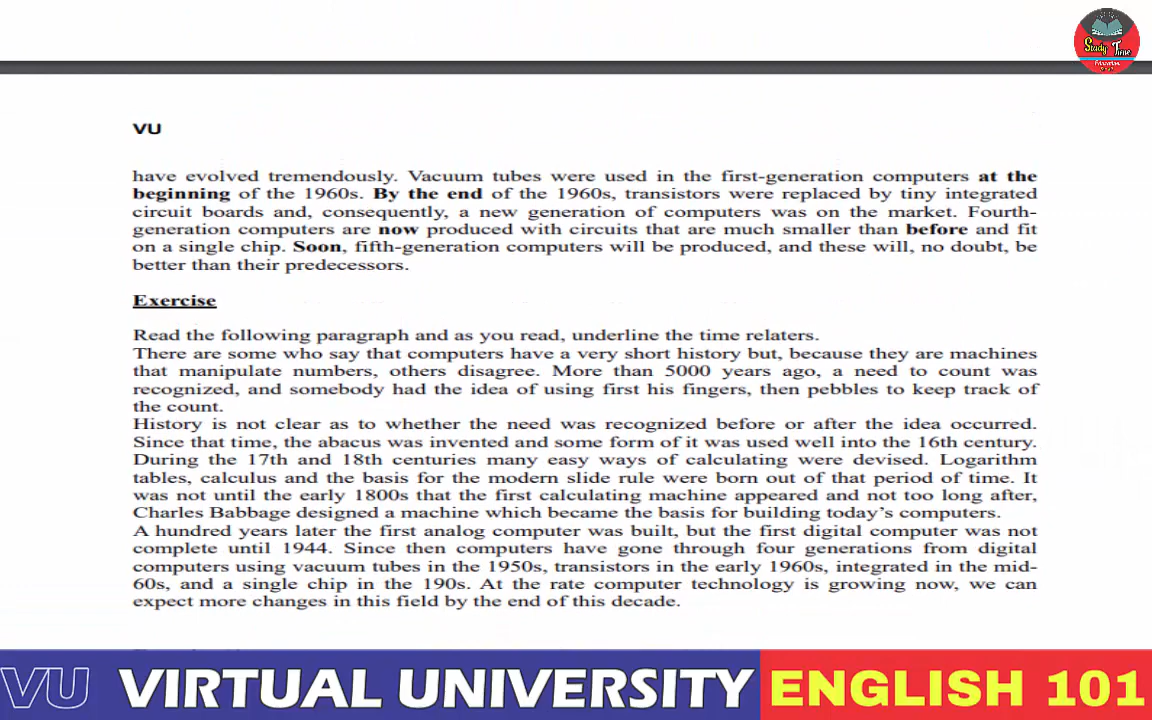 Study Time
VU
have evolved tremendously. Vacuum tubes were used in the first-generation computers at the
beginning of the 1960s. By the end of the 1960s, transistors were replaced by tiny integrated
circuit boards and, consequently, a new generation of computers was on the market. Fourth-
generation computers are now produced with circuits that are much smaller than before and fit
on a single chip. Soon, fifth-generation computers will be produced, and these will, no doubt, be
better than their predecessors.
Exercise
Read the following paragraph and as you read, underline the time relaters.
There are some who say that computers have a very short history but, because they are machines
that manipulate numbers, others disagree. More than 5000 years ago, a need to count was
recognized, and somebody had the idea of using first his fingers, then pebbles to keep track of
the count.
History is not clear as to whether the need was recognized before or after the idea occurred.
Since that time, the abacus was invented and some form of it was used well into the 16th century.
During the 17th and 18th centuries many easy ways of calculating were devised. Logarithm
tables, calculus and the basis for the modern slide rule were born out of that period of time. It
was not until the early 1800s that the first calculating machine appeared and not too long after,
Charles Babbage designed a machine which became the basis for building today's computers.
A hundred years later the first analog computer was built, but the first digital computer was not
complete until 1944. Since then computers have gone through four generations from digital
computers using vacuum tubes in the 1950s, transistors in the early 1960s, integrated in the mid-
60s, and a single chip in the 190s. At the rate computer technology is growing now, we can
expect more changes in this field by the end of this decade.
VU VIRTUAL UNIVERSITY ENGLISH 101